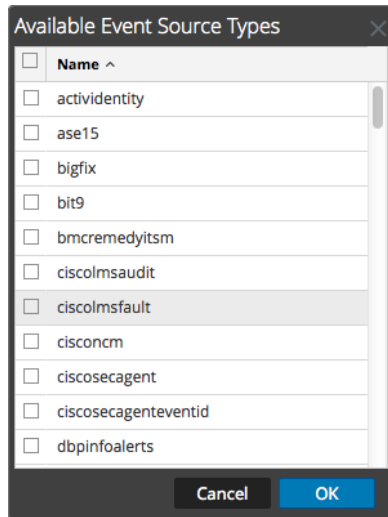 Available Event Source Types
Name
actividentity
ase15
bigfix
bit9
bmcremedyitsm
ciscolmsaudit
ciscolmsfault
cisconcm
ciscosecagent
ciscosecagenteventid
dbpinfoalerts
Cancel OK